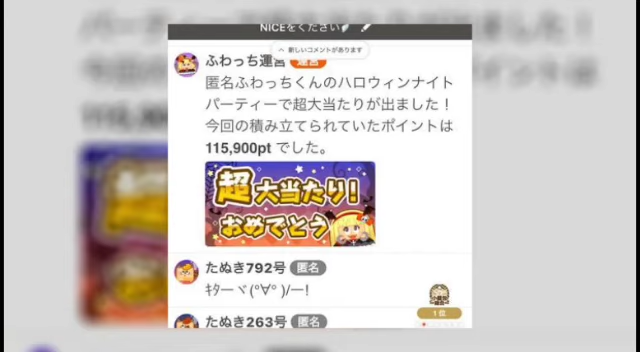 NICEをください
新しいコメントがあります
ふわっち運営 運営
匿名ふわっちくんのハロウィンナイト
パーティーで超大当たりが出ました！
今回の積み立てられていたポイントは
115,900pt でした。
超大当たり!
おめでとう
たぬき792号 匿名
ｷﾀーヾ(°∀° )/ー!
1位
たぬき263号 匿名